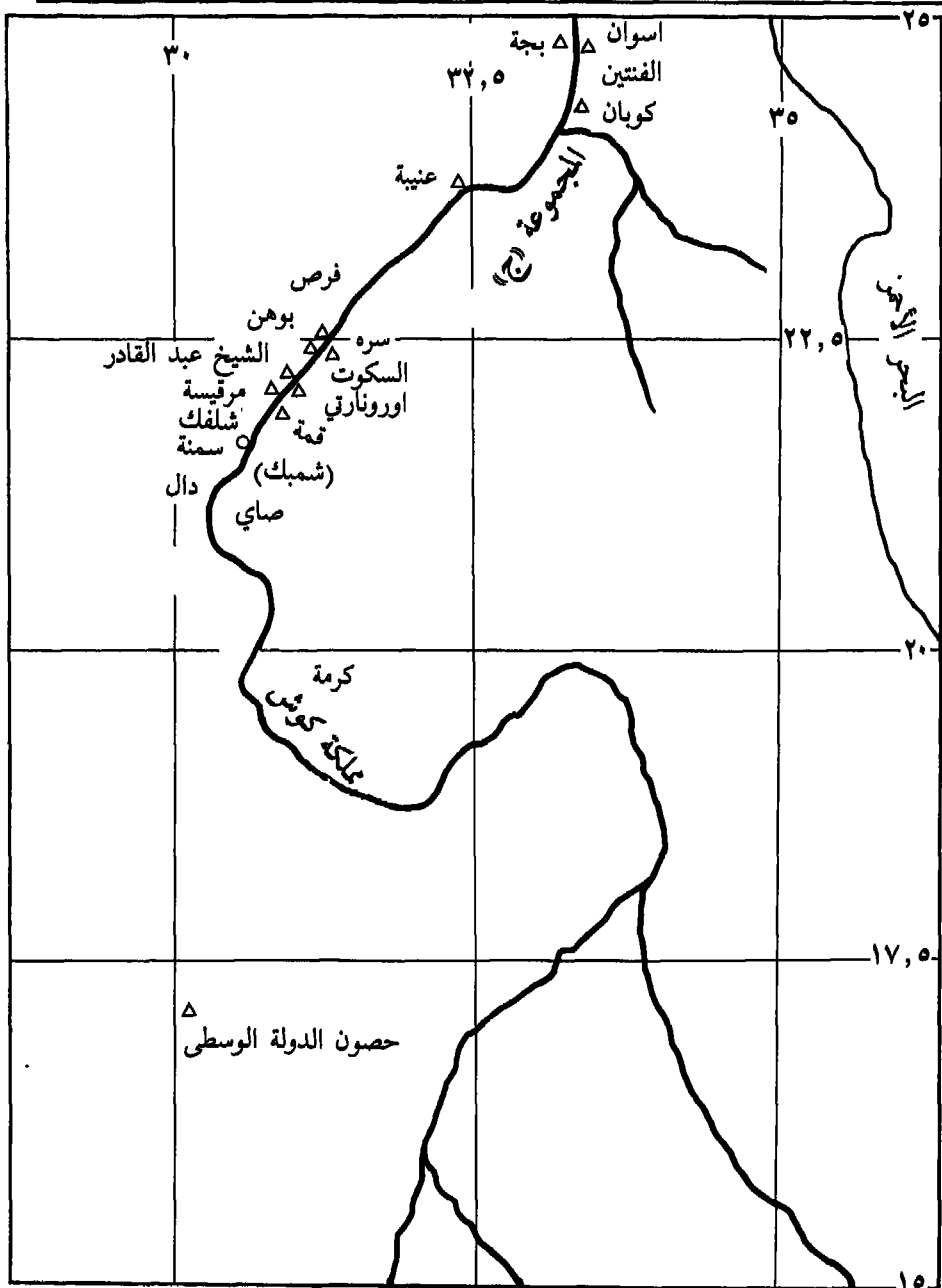 ٢٥
٣٠
٣٢,٥
٣٥
بجة
اسوان
الفنتين
كوبان
عنيبة
المجموعة «ج»
فرص
بوهن
سره
٢٢,٥
البحر الأحمر
الشيخ عبد القادر
السكوت
مرقيسة
اورونارتي
شلفك
قمة
سمنة
(شمبك)
دال
صاي
٢٠
كرمة
مملكة كوش
١٧,٥
حصون الدولة الوسطى
١٥